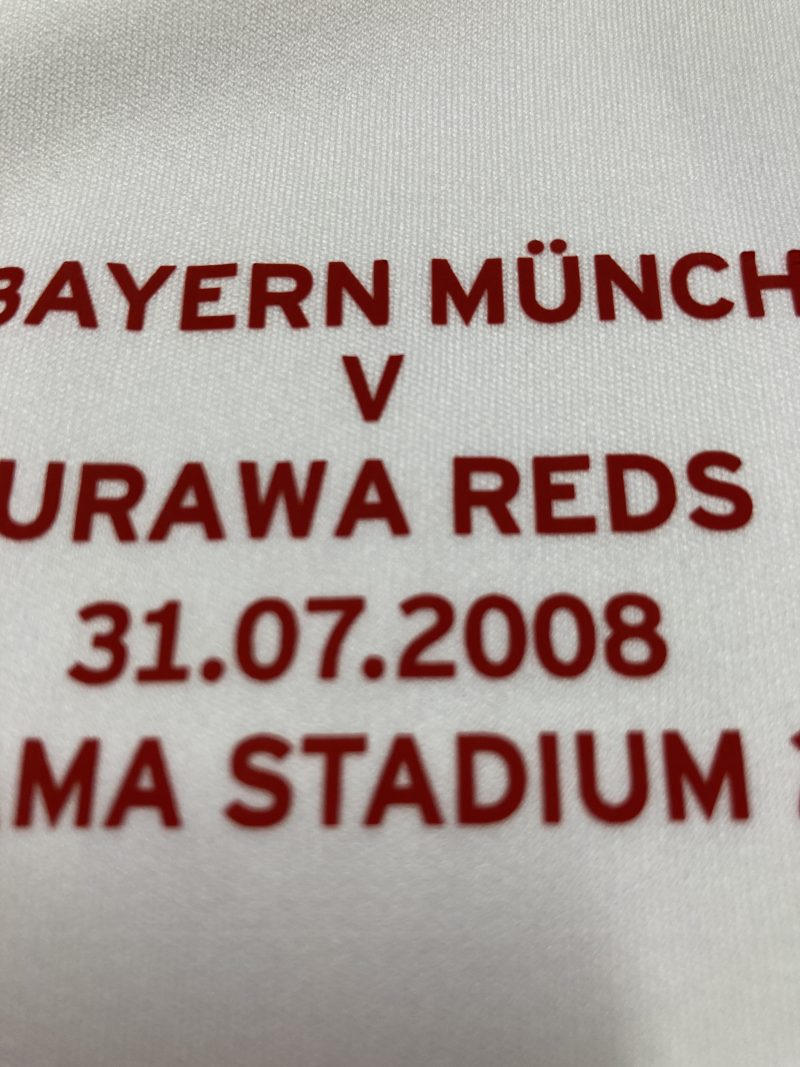 BAYERN MÜNCH
V
URAWA REDS
31.07.2008
MA STADIUM